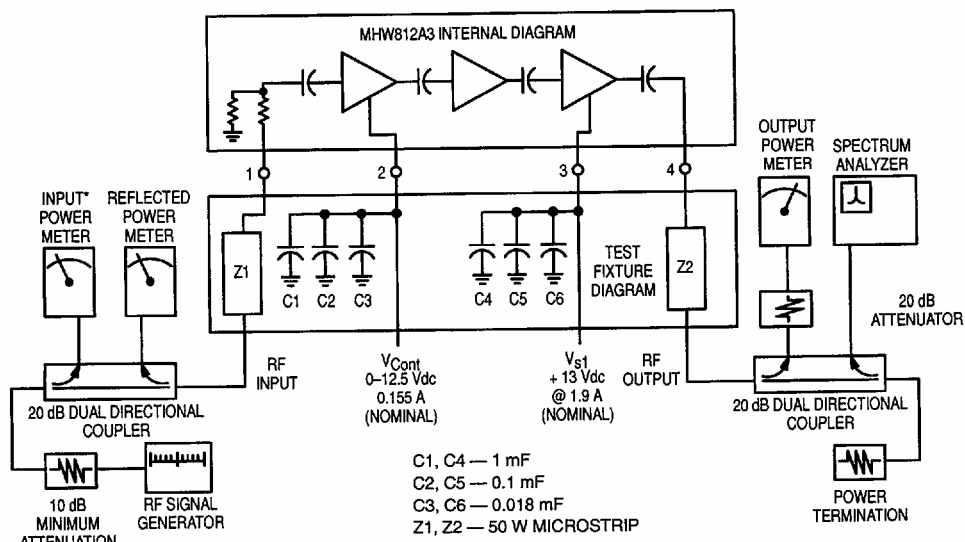 MHW812A3 INTERNAL DIAGRAM
1
2
3
4
INPUT*
POWER
METER
REFLECTED
POWER
METER
OUTPUT
POWER
METER
SPECTRUM
ANALYZER
Z1
C1
C2
C3
C4
C5
C6
TEST
FIXTURE
DIAGRAM
Z2
20 dB
ATTENUATOR
RF
INPUT
VCont
0–12.5 Vdc
0.155 A
(NOMINAL)
Vs1
+ 13 Vdc
@ 1.9 A
(NOMINAL)
RF
OUTPUT
20 dB DUAL DIRECTIONAL
COUPLER
20 dB DUAL DIRECTIONAL
COUPLER
10 dB
MINIMUM
ATTENUATION
RF SIGNAL
GENERATOR
C1, C4 — 1 mF
C2, C5 — 0.1 mF
C3, C6 — 0.018 mF
Z1, Z2 — 50 W MICROSTRIP
POWER
TERMINATION